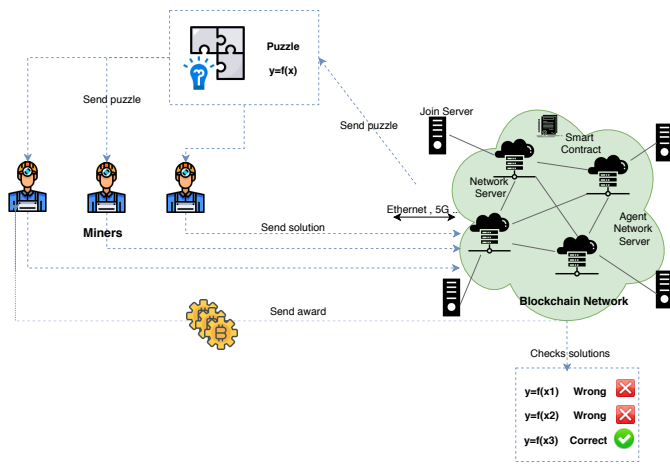 Puzzle
y=f(x)
Send puzzle
Send puzzle
Join Server
Smart
Contract
Network
Server
Agent
Network
Server
Ethernet , 5G ..
Miners
Send solution
Blockchain Network
Send award
Checks solutions
y=f(x1) Wrong
y=f(x2) Wrong
y=f(x3) Correct